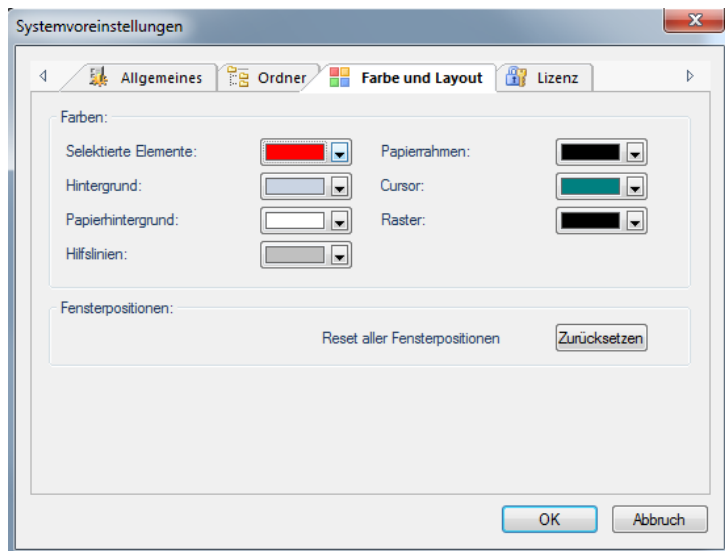 Systemvoreinstellungen
Allgemeines Ordner Farbe und Layout Lizenz
Farben:
Selektierte Elemente: Papierrahmen:
Hintergrund: Cursor:
Papierhintergrund: Raster:
Hilfslinien:
Fensterpositionen:
Reset aller Fensterpositionen Zurücksetzen
OK Abbruch